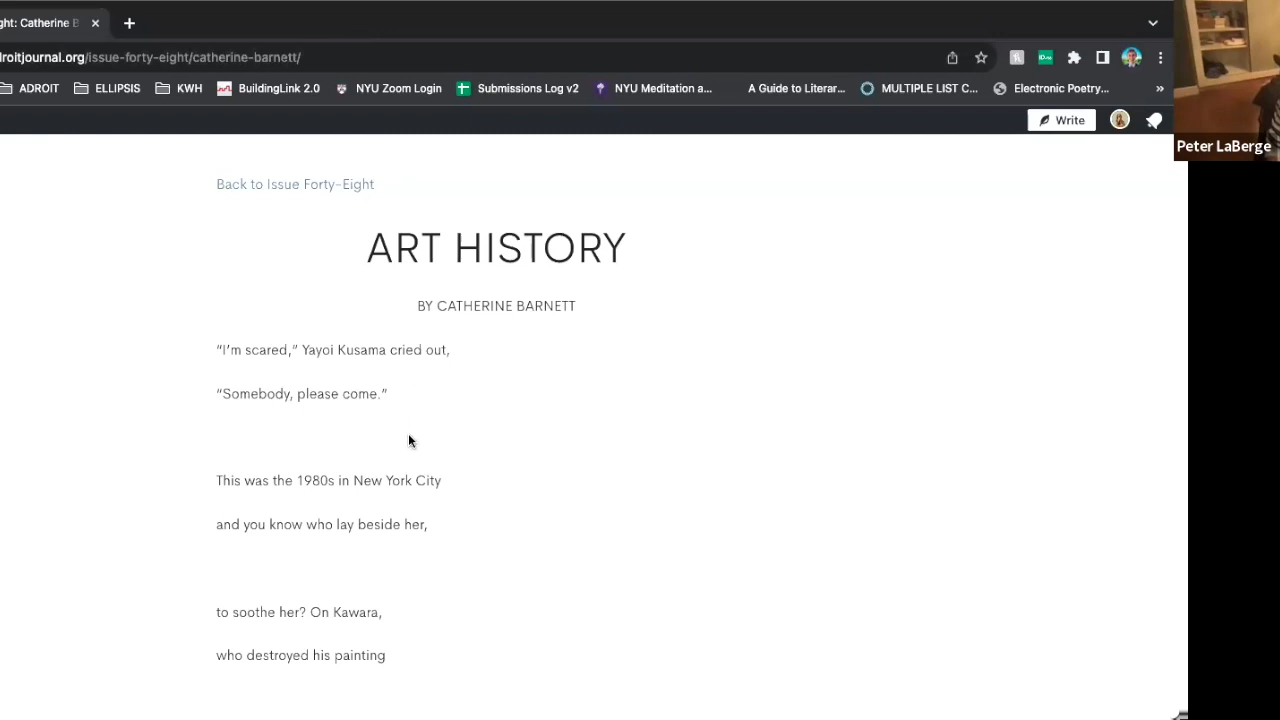 ght: Catherine B
droitjournal.org/issue-forty-eight/catherine-barnett/
ADROIT ELLIPSIS KWH BuildingLink 2.0 NYU Zoom Login Submissions Log v2 NYU Meditation a... A Guide to Literar... MULTIPLE LIST C... Electronic Poetry... »
Write
Peter LaBerge
Back to Issue Forty-Eight
ART HISTORY
BY CATHERINE BARNETT
“I’m scared,” Yayoi Kusama cried out,
“Somebody, please come.”
This was the 1980s in New York City
and you know who lay beside her,
to soothe her? On Kawara,
who destroyed his painting